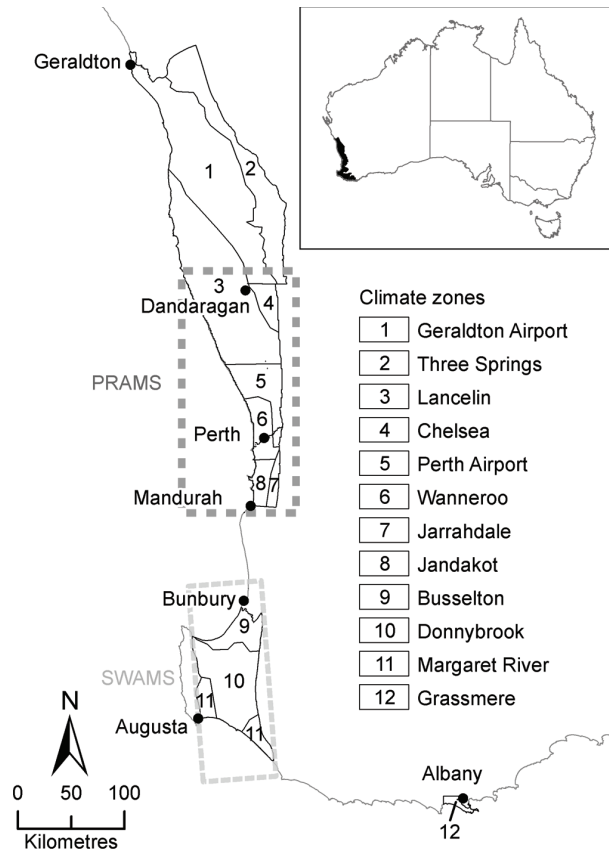 Geraldton
1
2
3
Dandaragan
4
PRAMS
5
6
Perth
8
7
Mandurah
Bunbury
9
SWAMS
10
11
Augusta
11
N
0 50 100
Kilometres
Albany
12
Climate zones
1 Geraldton Airport
2 Three Springs
3 Lancelin
4 Chelsea
5 Perth Airport
6 Wanneroo
7 Jarrahdale
8 Jandakot
9 Busselton
10 Donnybrook
11 Margaret River
12 Grassmere